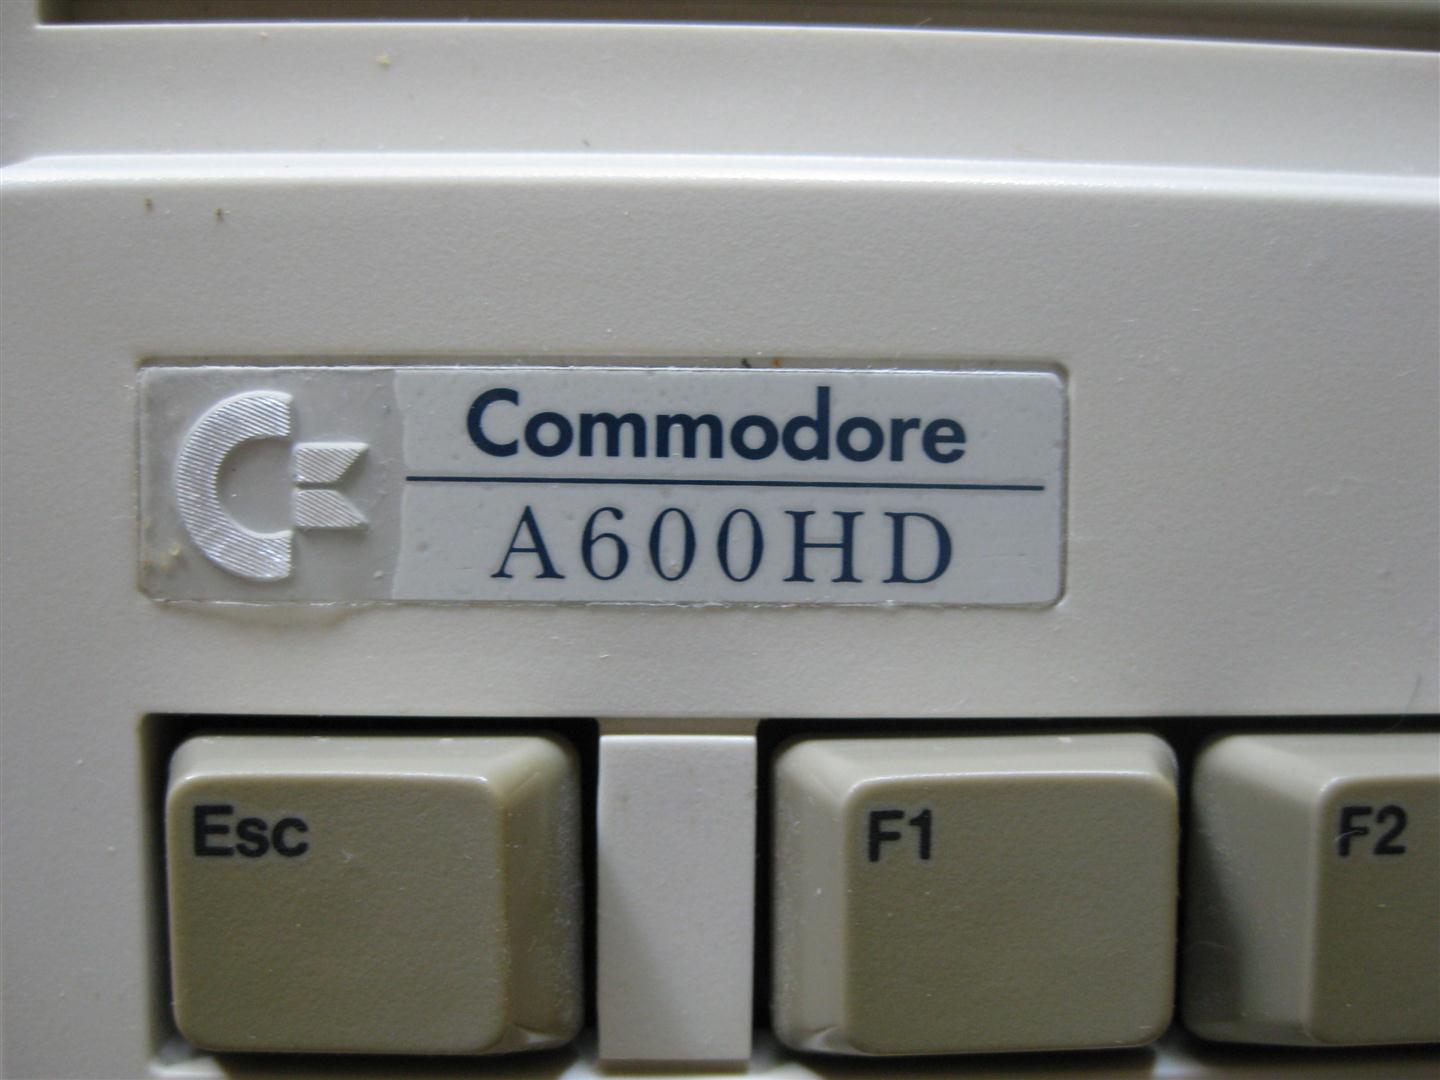 Commodore
A600HD
Esc
F1
F2